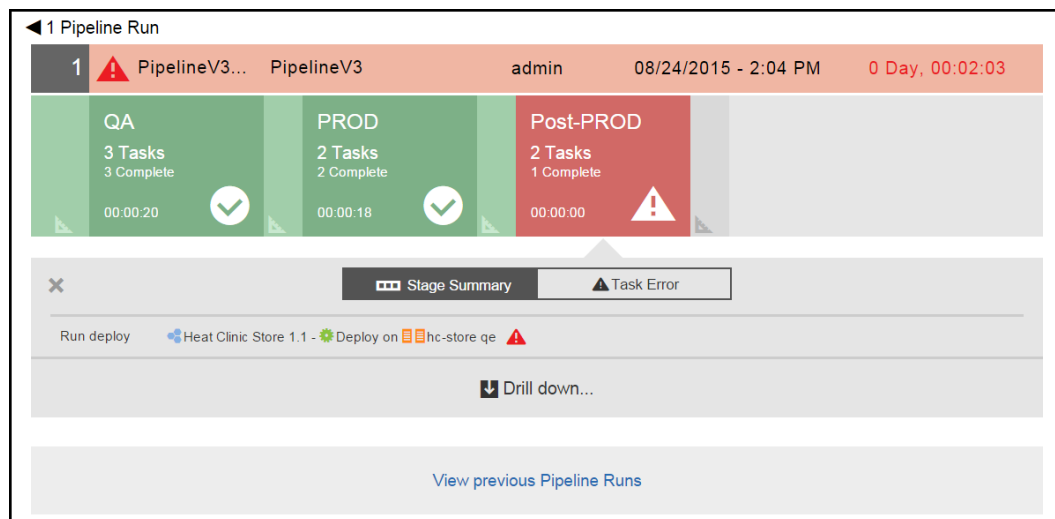 1 Pipeline Run
1 PipelineV3... PipelineV3 admin 08/24/2015 - 2:04 PM 0 Day, 00:02:03
QA
3 Tasks
3 Complete
00:00:20
PROD
2 Tasks
2 Complete
00:00:18
Post-PROD
2 Tasks
1 Complete
00:00:00
Stage Summary Task Error
Run deploy Heat Clinic Store 1.1 - Deploy on hc-store qe
Drill down...
View previous Pipeline Runs